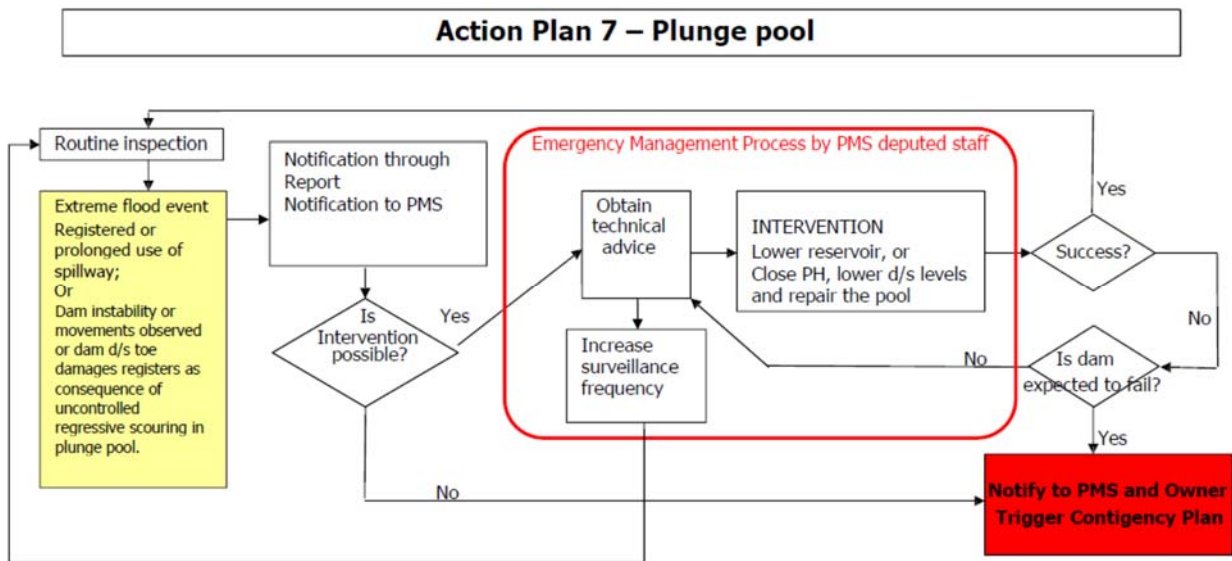 Action Plan 7 – Plunge pool
Routine inspection
Extreme flood event
Registered or
prolonged use of
spillway;
Or
Dam instability or
movements observed
or dam d/s toe
damages registers as
consequence of
uncontrolled
regressive scouring in
plunge pool.
Notification through
Report
Notification to PMS
Is
Intervention
possible?
Yes
No
Emergency Management Process by PMS deputed staff
Obtain
technical
advice
Increase
surveillance
frequency
INTERVENTION
Lower reservoir, or
Close PH, lower d/s levels
and repair the pool
Success?
Yes
No
Is dam
expected to fail?
No
Yes
Notify to PMS and Owner
Trigger Contigency Plan